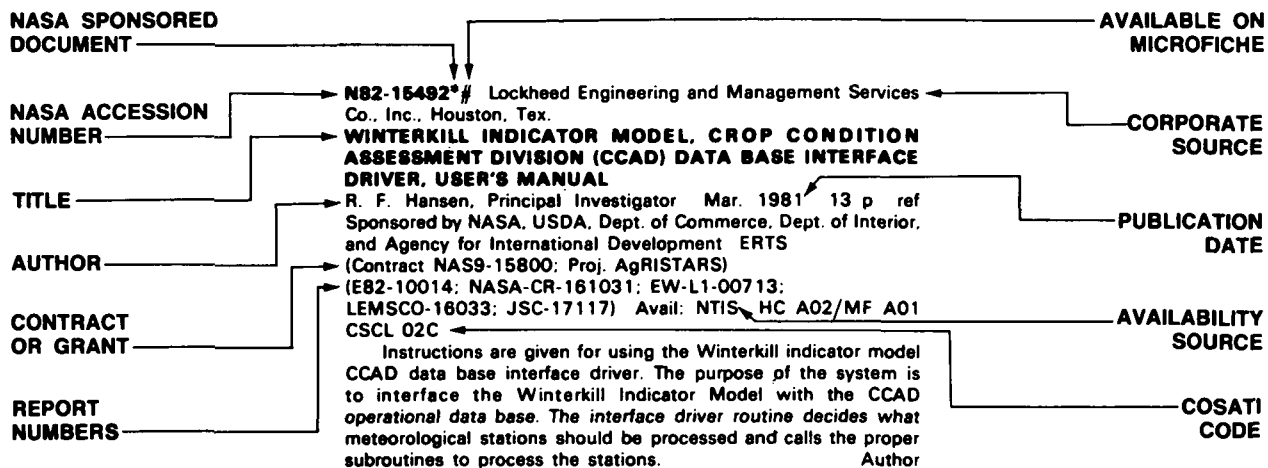 NASA SPONSORED
DOCUMENT
AVAILABLE ON
MICROFICHE
NASA ACCESSION
NUMBER
N82-15492*# Lockheed Engineering and Management Services
Co., Inc., Houston, Tex.
CORPORATE
SOURCE
WINTERKILL INDICATOR MODEL, CROP CONDITION
ASSESSMENT DIVISION (CCAD) DATA BASE INTERFACE
DRIVER, USER'S MANUAL
TITLE
R. F. Hansen, Principal Investigator Mar. 1981 13 p ref
Sponsored by NASA, USDA, Dept. of Commerce, Dept. of Interior,
and Agency for International Development ERTS
PUBLICATION
DATE
AUTHOR
(Contract NAS9-15800; Proj. AgRISTARS)
(E82-10014; NASA-CR-161031; EW-L1-00713;
LEMSCO-16033; JSC-17117) Avail: NTIS HC A02/MF A01
CSCL 02C
CONTRACT
OR GRANT
AVAILABILITY
SOURCE
Instructions are given for using the Winterkill indicator model
CCAD data base interface driver. The purpose of the system is
to interface the Winterkill Indicator Model with the CCAD
operational data base. The interface driver routine decides what
meteorological stations should be processed and calls the proper
subroutines to process the stations. Author
REPORT
NUMBERS
COSATI
CODE